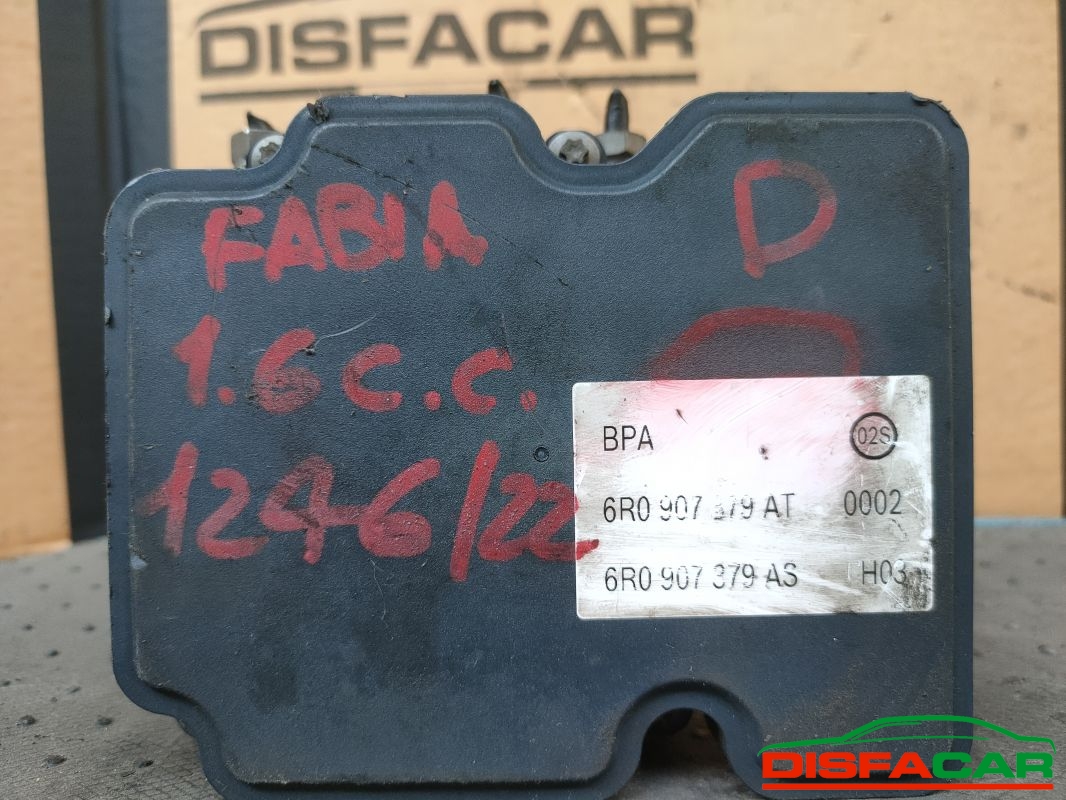 DISFACAR
FABIA
D
1.6 C.C.
1246/22
BPA 02S
6R0 907 379 AT 0002
6R0 907 379 AS H03
DISFACAR